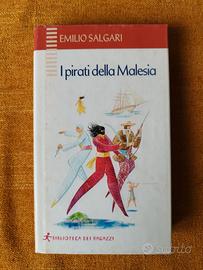 EMILIO SALGARI
I pirati della Malesia
BIBLIOTECA DEI RAGAZZI
subito